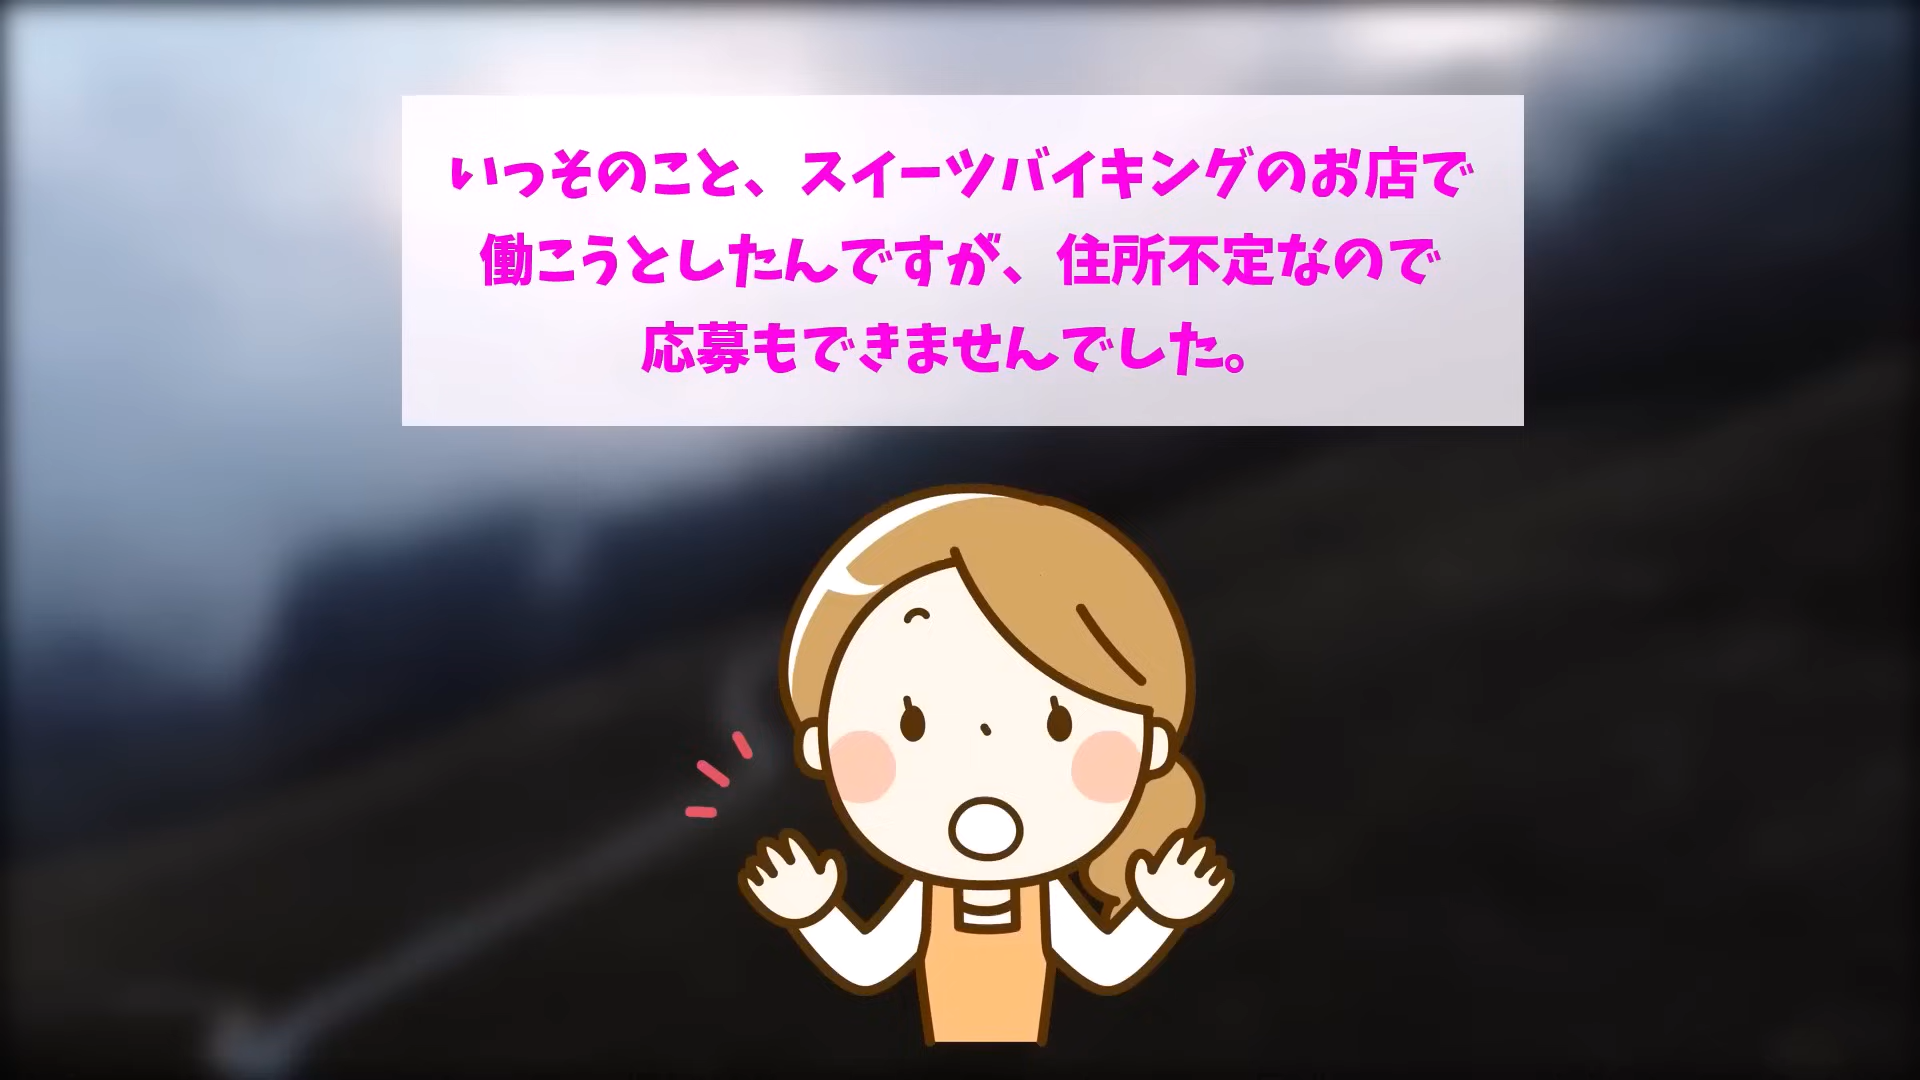 いっそのこと、スイーツバイキングのお店で
働こうとしたんですが、住所不定なので
応募もできませんでした。